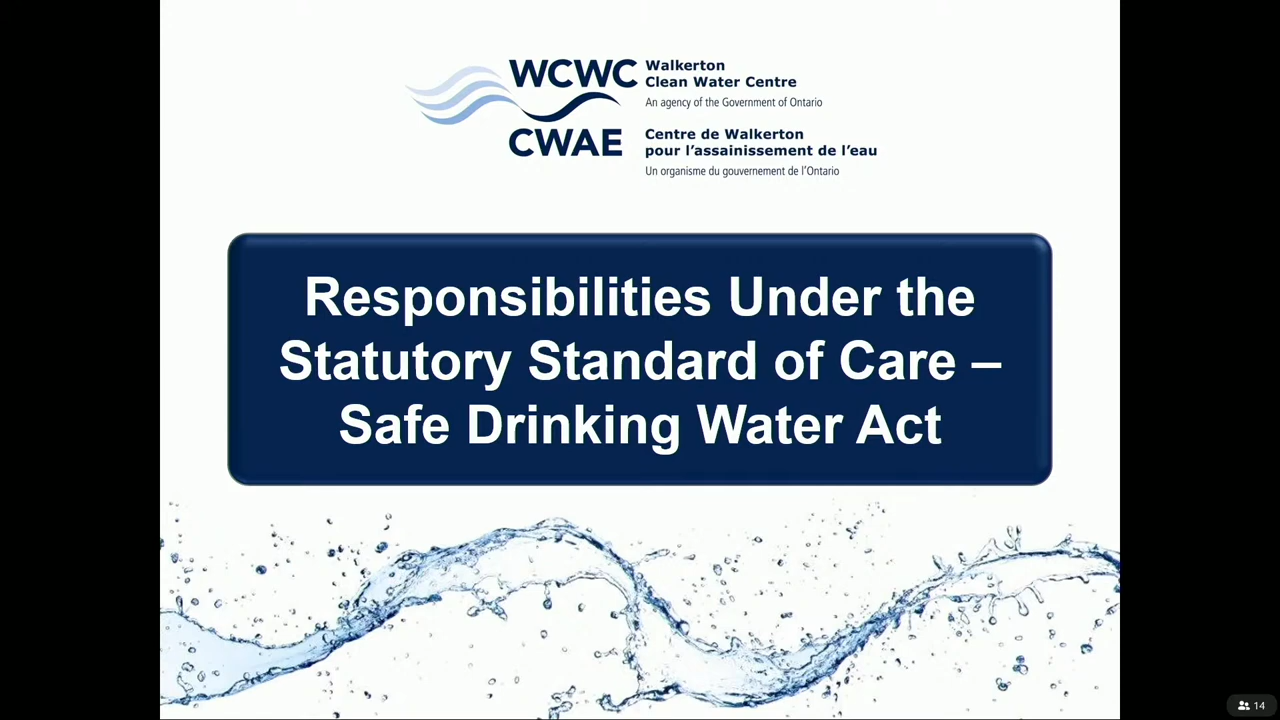 WCWC
Walkerton
Clean Water Centre
An agency of the Government of Ontario
CWAE
Centre de Walkerton
pour l’assainissement de l’eau
Un organisme du gouvernement de l’Ontario
Responsibilities Under the
Statutory Standard of Care –
Safe Drinking Water Act
14